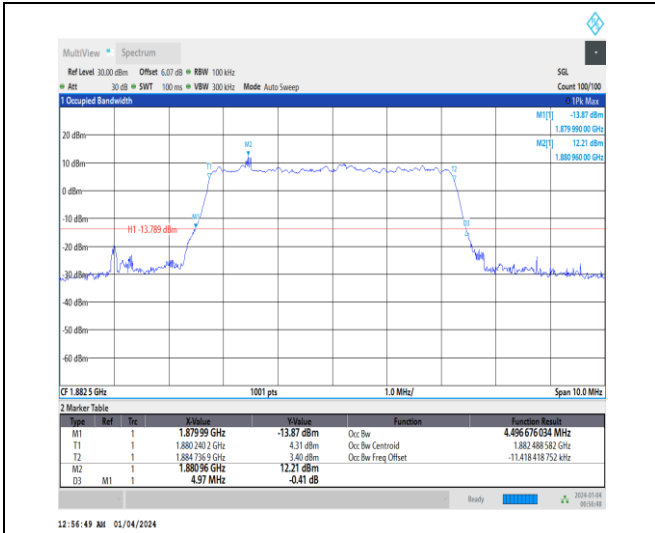 MultiView Spectrum
Ref Level 30.00 dBm Offset 6.07 dB RBW 100 kHz SGL
Att 30 dB SWT 100 ms VBW 300 kHz Mode Auto Sweep Count 100/100
1 Occupied Bandwidth 1Pk Max
M1[1] -13.87 dBm
1.879 990 00 GHz
M2[1] 12.21 dBm
1.880 960 00 GHz
20 dBm
M2
10 dBm
T1 T2
0 dBm
-10 dBm
M1 D3
H1 -13.789 dBm
-20 dBm
-30 dBm
-40 dBm
-50 dBm
-60 dBm
CF 1.882 5 GHz 1001 pts 1.0 MHz/ Span 10.0 MHz
2 Marker Table
Type Ref Trc X-Value Y-Value Function Function Result
M1 1 1.879 99 GHz -13.87 dBm Occ Bw 4.496 676 034 MHz
T1 1 1.880 240 2 GHz 4.31 dBm Occ Bw Centroid 1.882 488 582 GHz
T2 1 1.884 736 9 GHz 3.40 dBm Occ Bw Freq Offset -11.418 418 752 kHz
M2 1 1.880 96 GHz 12.21 dBm
D3 M1 1 4.97 MHz -0.41 dB
Ready 2024-01-04
00:56:48
12:56:49 AM 01/04/2024